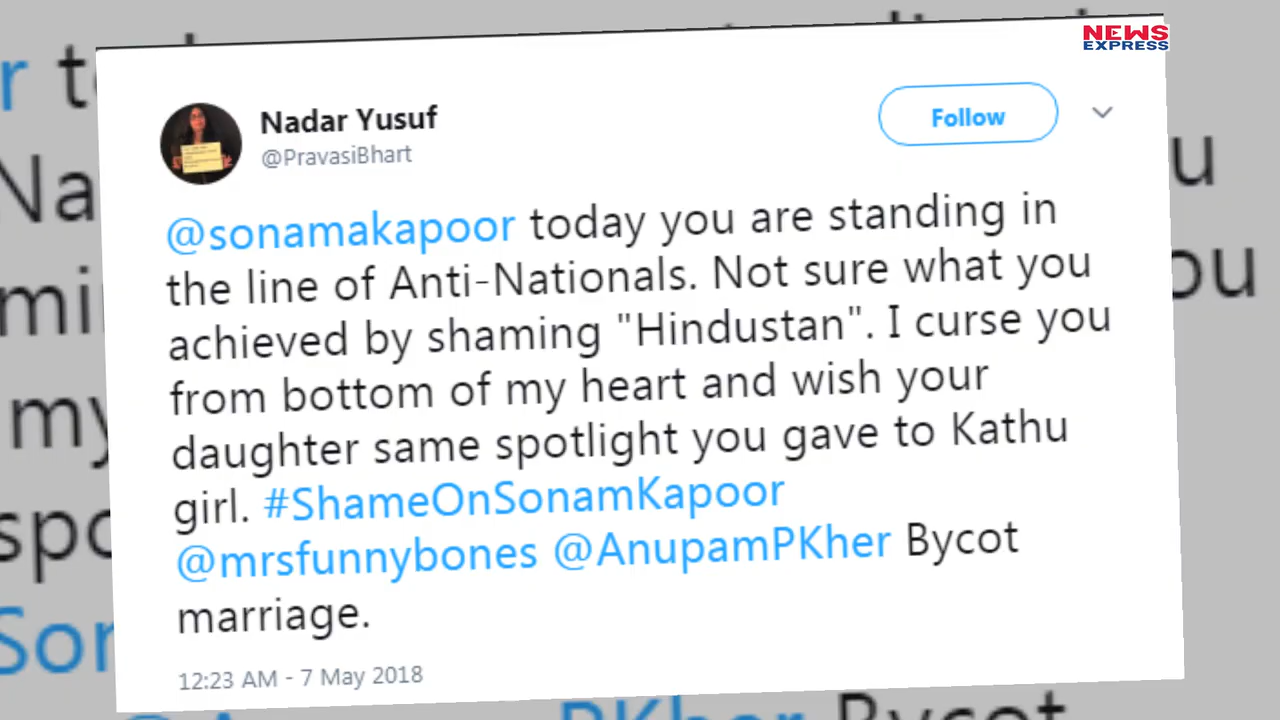 NEWS
EXPRESS
Nadar Yusuf
@PravasiBhart
Follow
@sonamakapoor today you are standing in
the line of Anti-Nationals. Not sure what you
achieved by shaming "Hindustan". I curse you
from bottom of my heart and wish your
daughter same spotlight you gave to Kathu
girl. #ShameOnSonamKapoor
@mrsfunnybones @AnupamPKher Bycot
marriage.
12:23 AM - 7 May 2018